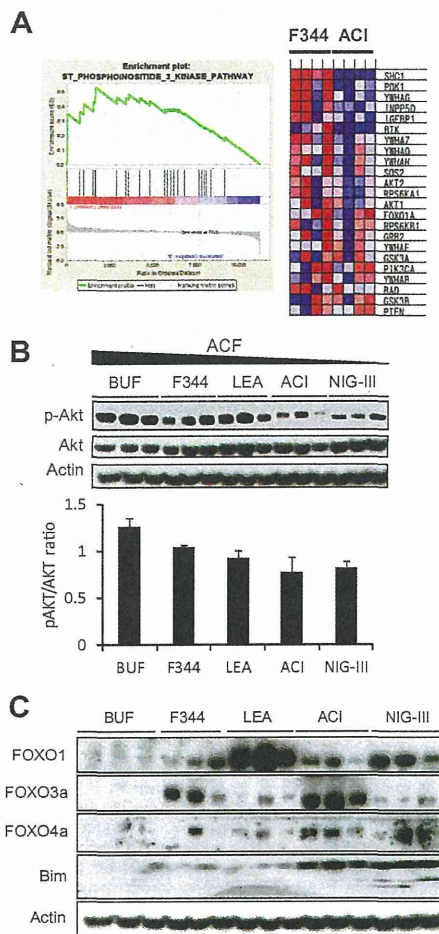 A
F344 ACI
Enrichment plot:
ST_PHOSPHOINOSITIDE_3_KINASE_PATHWAY
SHC1
PDK1
YWHAG
INPP5D
IGFBP1
BTK
YWHAZ
YWHAQ
YWHAH
SOS2
AKT2
RPS6KA1
AKT1
FOXO1A
RPS6KB1
GRB2
YWHAE
GSK3A
PIK3CA
YWHAB
BAD
GSK3B
PTEN
B
ACF
BUF F344 LEA ACI NIG-III
p-Akt
Akt
Actin
pAKT/AKT ratio
1.5
1
0.5
0
BUF F344 LEA ACI NIG-III
C
BUF F344 LEA ACI NIG-III
FOXO1
FOXO3a
FOXO4a
Bim
Actin